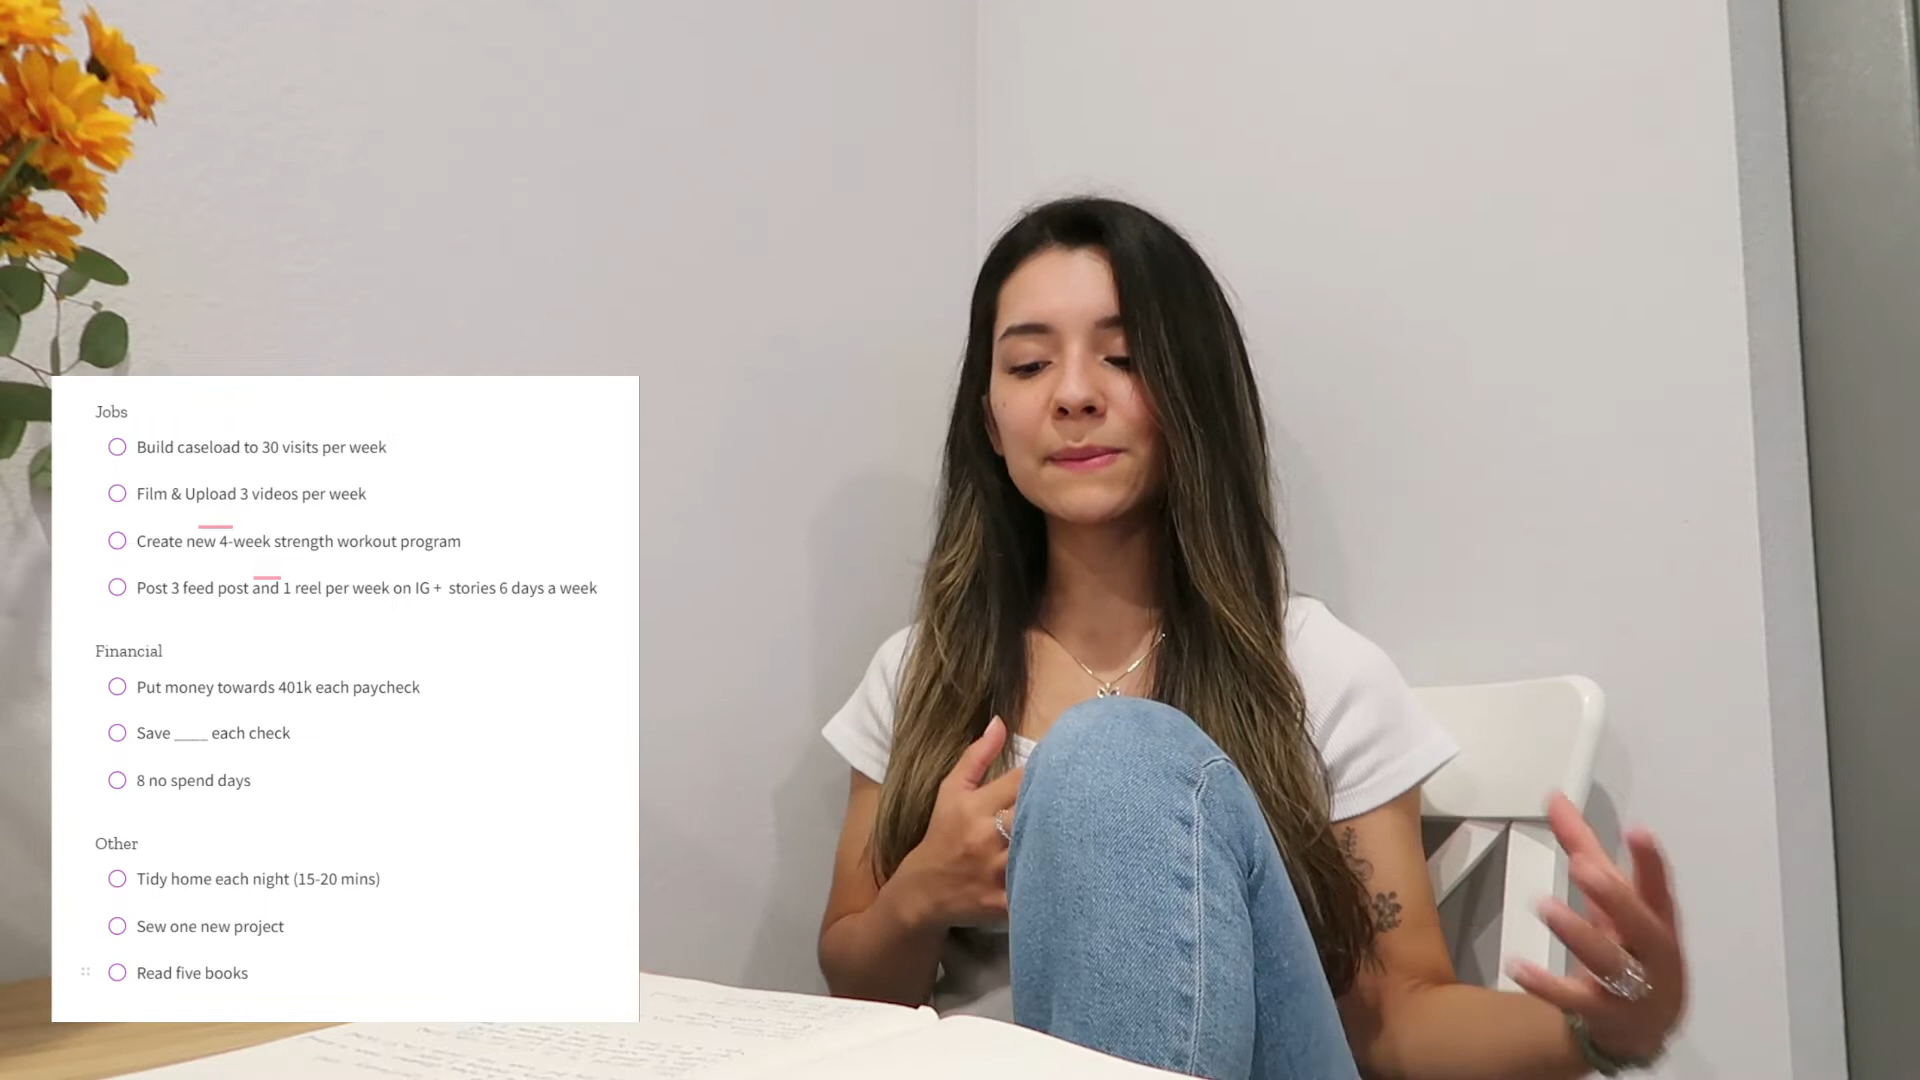 Jobs
Build caseload to 30 visits per week
Film & Upload 3 videos per week
Create new 4-week strength workout program
Post 3 feed post and 1 reel per week on IG + stories 6 days a week
Financial
Put money towards 401k each paycheck
Save ____ each check
8 no spend days
Other
Tidy home each night (15-20 mins)
Sew one new project
Read five books